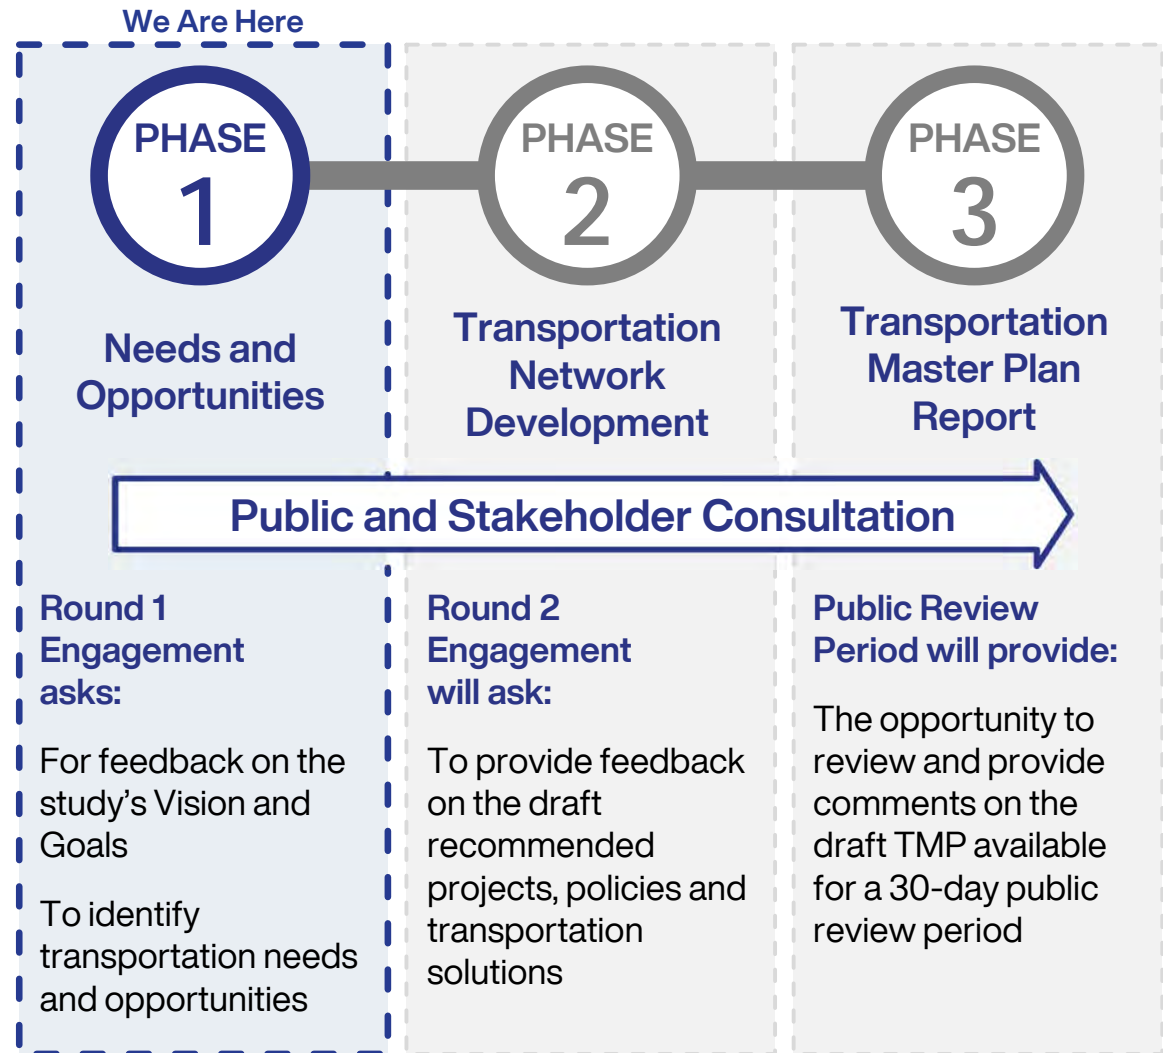 We Are Here
PHASE
1
Needs and
Opportunities
PHASE
2
Transportation
Network
Development
PHASE
3
Transportation
Master Plan
Report
Public and Stakeholder Consultation
Round 1
Engagement
asks:
For feedback on the
study's Vision and
Goals
To identify
transportation needs
and opportunities
Round 2
Engagement
will ask:
To provide feedback
on the draft
recommended
projects, policies and
transportation
solutions
Public Review
Period will provide:
The opportunity to
review and provide
comments on the
draft TMP available
for a 30-day public
review period